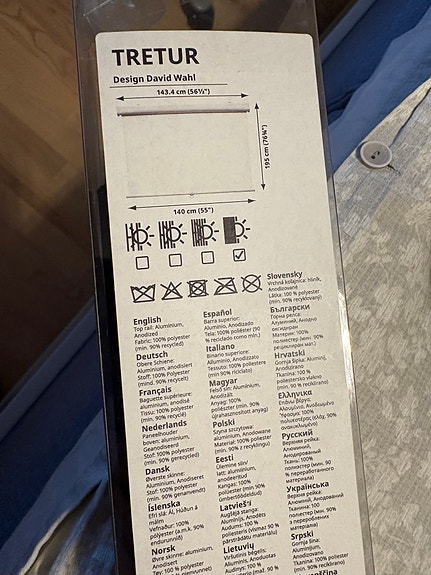 TRETUR
Design David Wahl
143.4 cm (56½")
195 cm (76¾")
140 cm (55")
English
Top rail: Aluminium,
Anodized
Fabric: 100% polyester
(min. 90% recycled)
Deutsch
Obere Schiene:
Aluminium, anodisiert
Stoff: 100% Polyester
(mind. 90% recycelt)
Français
Baguette supérieure:
aluminium, anodisé
Tissu: 100% polyester
(min. 90% recyclé)
Nederlands
Paneelhouder
boven: aluminium,
Geanodiseerd
Stof: 100% polyester
(min. 90% gerecycled)
Dansk
Øverste skinne:
Aluminium, Anodiseret
Stof: 100% polyester
(min. 90% genanvendt)
Íslenska
Efri slá: Ál, Húðun á
málm
Vefnaður: 100%
pólýester (a.m.k. 90%
endurunnið)
Norsk
Øvre skinne: aluminium,
Anodisert
Tøy: 100% polyester
Español
Barra superior:
Aluminio, Anodizado
Tela: 100% poliéster (90
% reciclado como mín.)
Italiano
Binario superiore:
Alluminio, Anodizzato
Tessuto: 100% poliestere
(min 90% riciclato)
Magyar
Felső sín: Alumínium,
Anodizált
Anyag: 100%
poliészter (min. 90%
újrahasznosított anyag)
Polski
Szyna szczytowa:
aluminium, Anodowane
Materiał: 100% poliester
(min. 90% z recyklingu)
Eesti
Ülemine siin/
latt: alumiinium,
anodeeritud
Kangas: 100%
polüester (min. 90%
ümbertöödeldud)
Latviešu
Augšējā stanga:
Alumīnijs, Anodēts
Audums: 100%
poliesters (vismaz 90 %
pārstrādātu materiālu)
Lietuvių
Viršutinis bėgelis:
Aliuminis, Anoduotas
Audinys: 100 %
Slovensky
Vrchná koľajnica: hliník,
Anodizované
Látka: 100 % polyester
(min. 90% recyklovaný)
Български
Горна релса:
Алуминий, Анодно
оксидиран
Материя: 100%
полиестер (мин. 90%
рециклиран мат.)
Hrvatski
Gornja šipka: Aluminij,
Anodizirano
Tkanina: 100 %
poliestersko vlakno
(min. 90 % reciklirano)
Ελληνικα
Επάνω βέργα:
Αλουμίνιο, Ανοδιωμένο
Ύφασμα: 100%
πολυεστέρας (ελάχ. 90%
ανακυκλωμένο)
Русский
Верхняя рейка:
Алюминий,
Анодированный
Ткань: 100%
полиэстер (мин. 90
% переработанного
материала)
Українська
Верхня рейка:
Алюміній, Анодований
Тканина: 100
поліестер (мін. 90%
з перероблених
матеріалів)
Srpski
Gornja šina:
Aluminijum,
Anodizirano
Tkanina: 100%